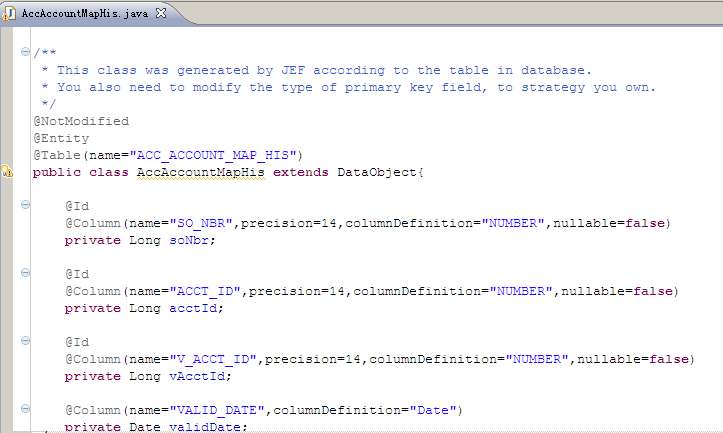 AccAccountMapHis.java
/**
* This class was generated by JEF according to the table in database.
* You also need to modify the type of primary key field, to strategy you own.
*/
@NotModified
@Entity
@Table(name="ACC_ACCOUNT_MAP_HIS")
public class AccAccountMapHis extends DataObject{
@Id
@Column(name="SO_NBR",precision=14,columnDefinition="NUMBER",nullable=false)
private Long soNbr;
@Id
@Column(name="ACCT_ID",precision=14,columnDefinition="NUMBER",nullable=false)
private Long acctId;
@Id
@Column(name="V_ACCT_ID",precision=14,columnDefinition="NUMBER",nullable=false)
private Long vAcctId;
@Column(name="VALID_DATE",columnDefinition="Date")
private Date validDate;